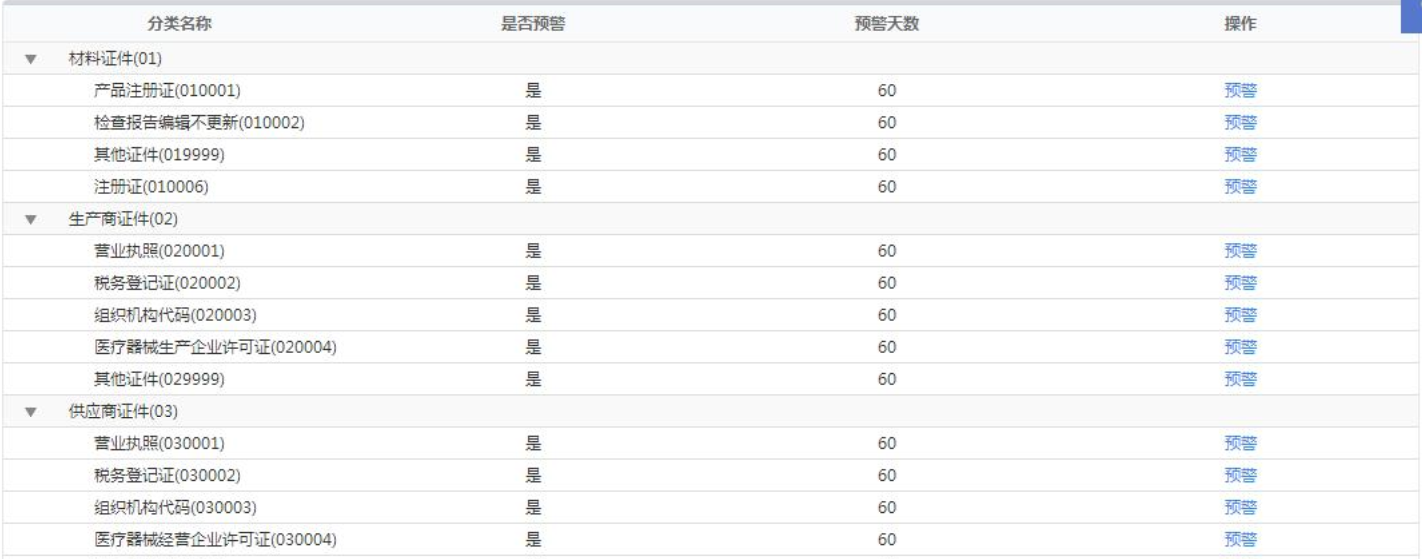 分类名称 是否预警 预警天数 操作
材料证件(01)
产品注册证(010001) 是 60 预警
检查报告编辑不更新(010002) 是 60 预警
其他证件(019999) 是 60 预警
注册证(010006) 是 60 预警
生产商证件(02)
营业执照(020001) 是 60 预警
税务登记证(020002) 是 60 预警
组织机构代码(020003) 是 60 预警
医疗器械生产企业许可证(020004) 是 60 预警
其他证件(029999) 是 60 预警
供应商证件(03)
营业执照(030001) 是 60 预警
税务登记证(030002) 是 60 预警
组织机构代码(030003) 是 60 预警
医疗器械经营企业许可证(030004) 是 60 预警